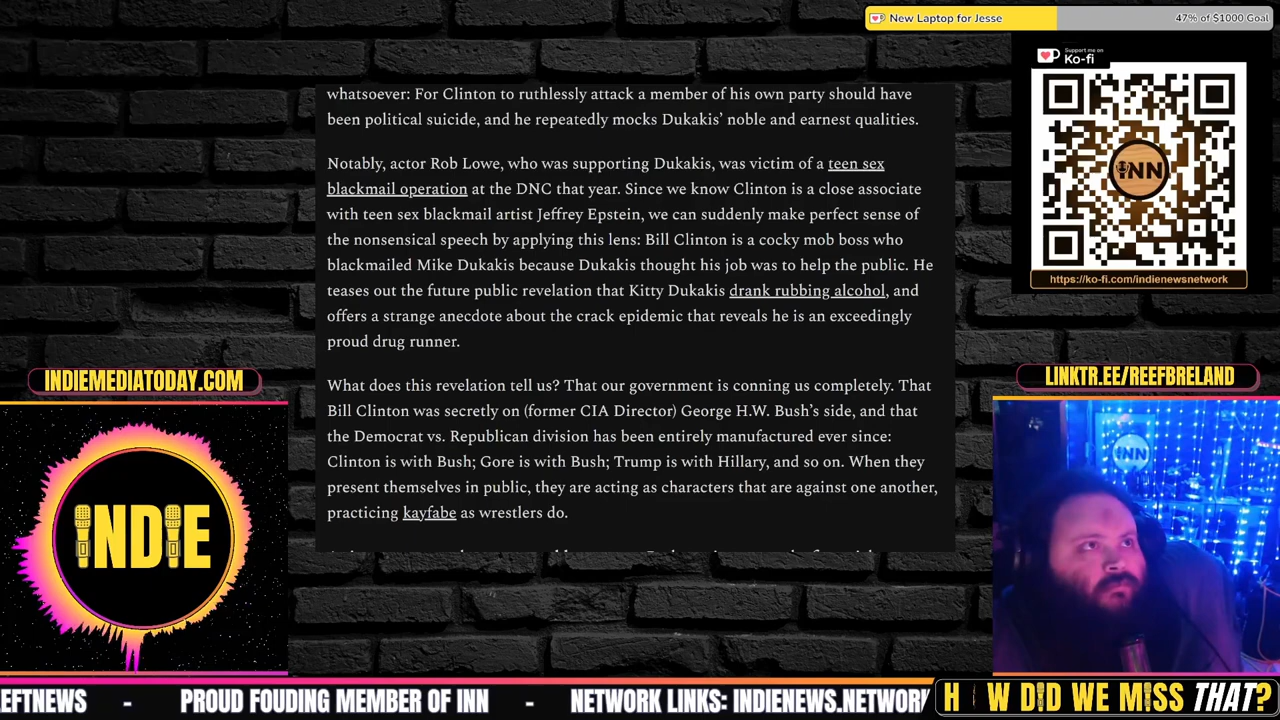 New Laptop for Jesse
47% of $1000 Goal
Support me on
Ko-fi
INN
https://ko-fi.com/indienewsnetwork
whatsoever: For Clinton to ruthlessly attack a member of his own party should have
been political suicide, and he repeatedly mocks Dukakis’ noble and earnest qualities.
Notably, actor Rob Lowe, who was supporting Dukakis, was victim of a teen sex
blackmail operation at the DNC that year. Since we know Clinton is a close associate
with teen sex blackmail artist Jeffrey Epstein, we can suddenly make perfect sense of
the nonsensical speech by applying this lens: Bill Clinton is a cocky mob boss who
blackmailed Mike Dukakis because Dukakis thought his job was to help the public. He
teases out a future public revelation that Kitty Dukakis drank rubbing alcohol, and
offers a strange anecdote about the crack epidemic that reveals he is an exceedingly
proud drug runner.
What does this revelation tell us? That our government is conning us completely. That
Bill Clinton was secretly on (former CIA Director) George H.W. Bush’s side, and that
the Democrat vs. Republican division has been entirely manufactured ever since:
Clinton is with Bush; Gore is with Bush; Trump is with Hillary, and so on. When they
present themselves in public, they are acting as characters that are against one another,
practicing kayfabe as wrestlers do.
INDIEMEDIATODAY.COM
INDIE
LINKTR.EE/REEFBRELAND
INN
EFTNEWS - PROUD FODING MEMBER OF INN - NETWORK LINKS: INDIENEWS.NETWORK
HOW DID WE MISS THAT?